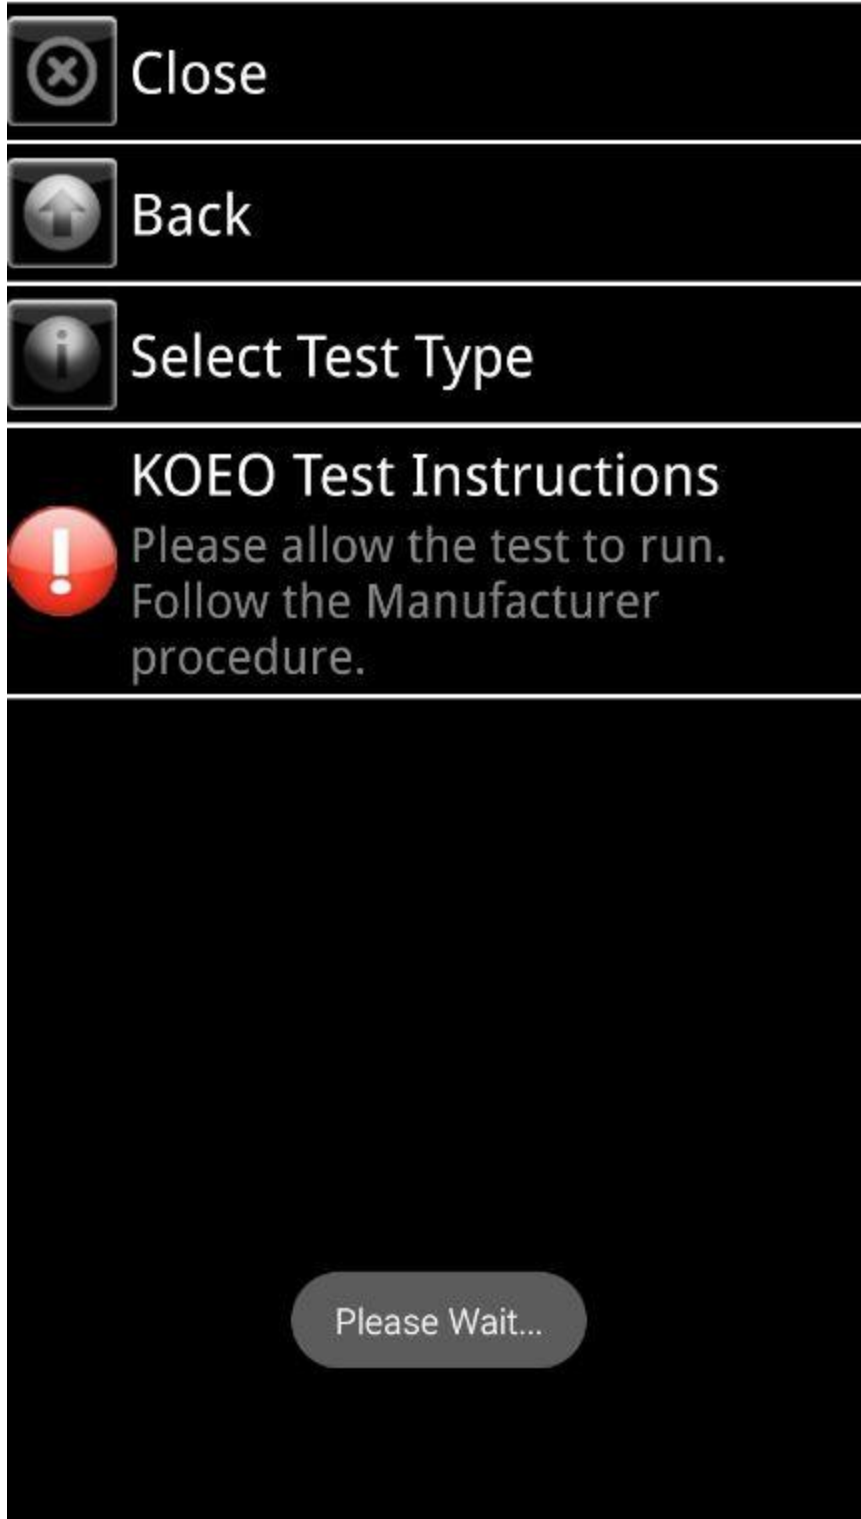 Close
Back
Select Test Type
KOEO Test Instructions
Please allow the test to run.
Follow the Manufacturer
procedure.
Please Wait...